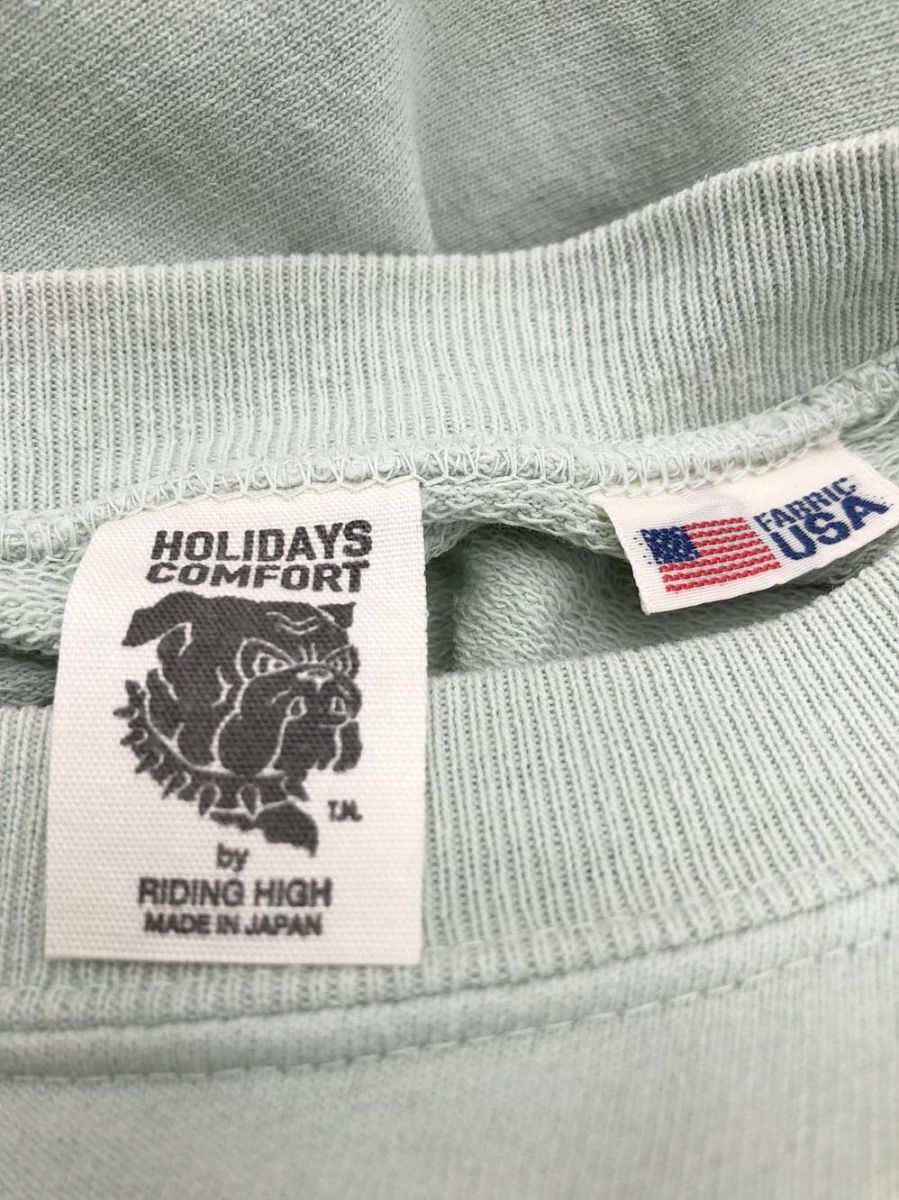 HOLIDAYS
COMFORT
T.M.
by
RIDING HIGH
MADE IN JAPAN
FABRIC
USA